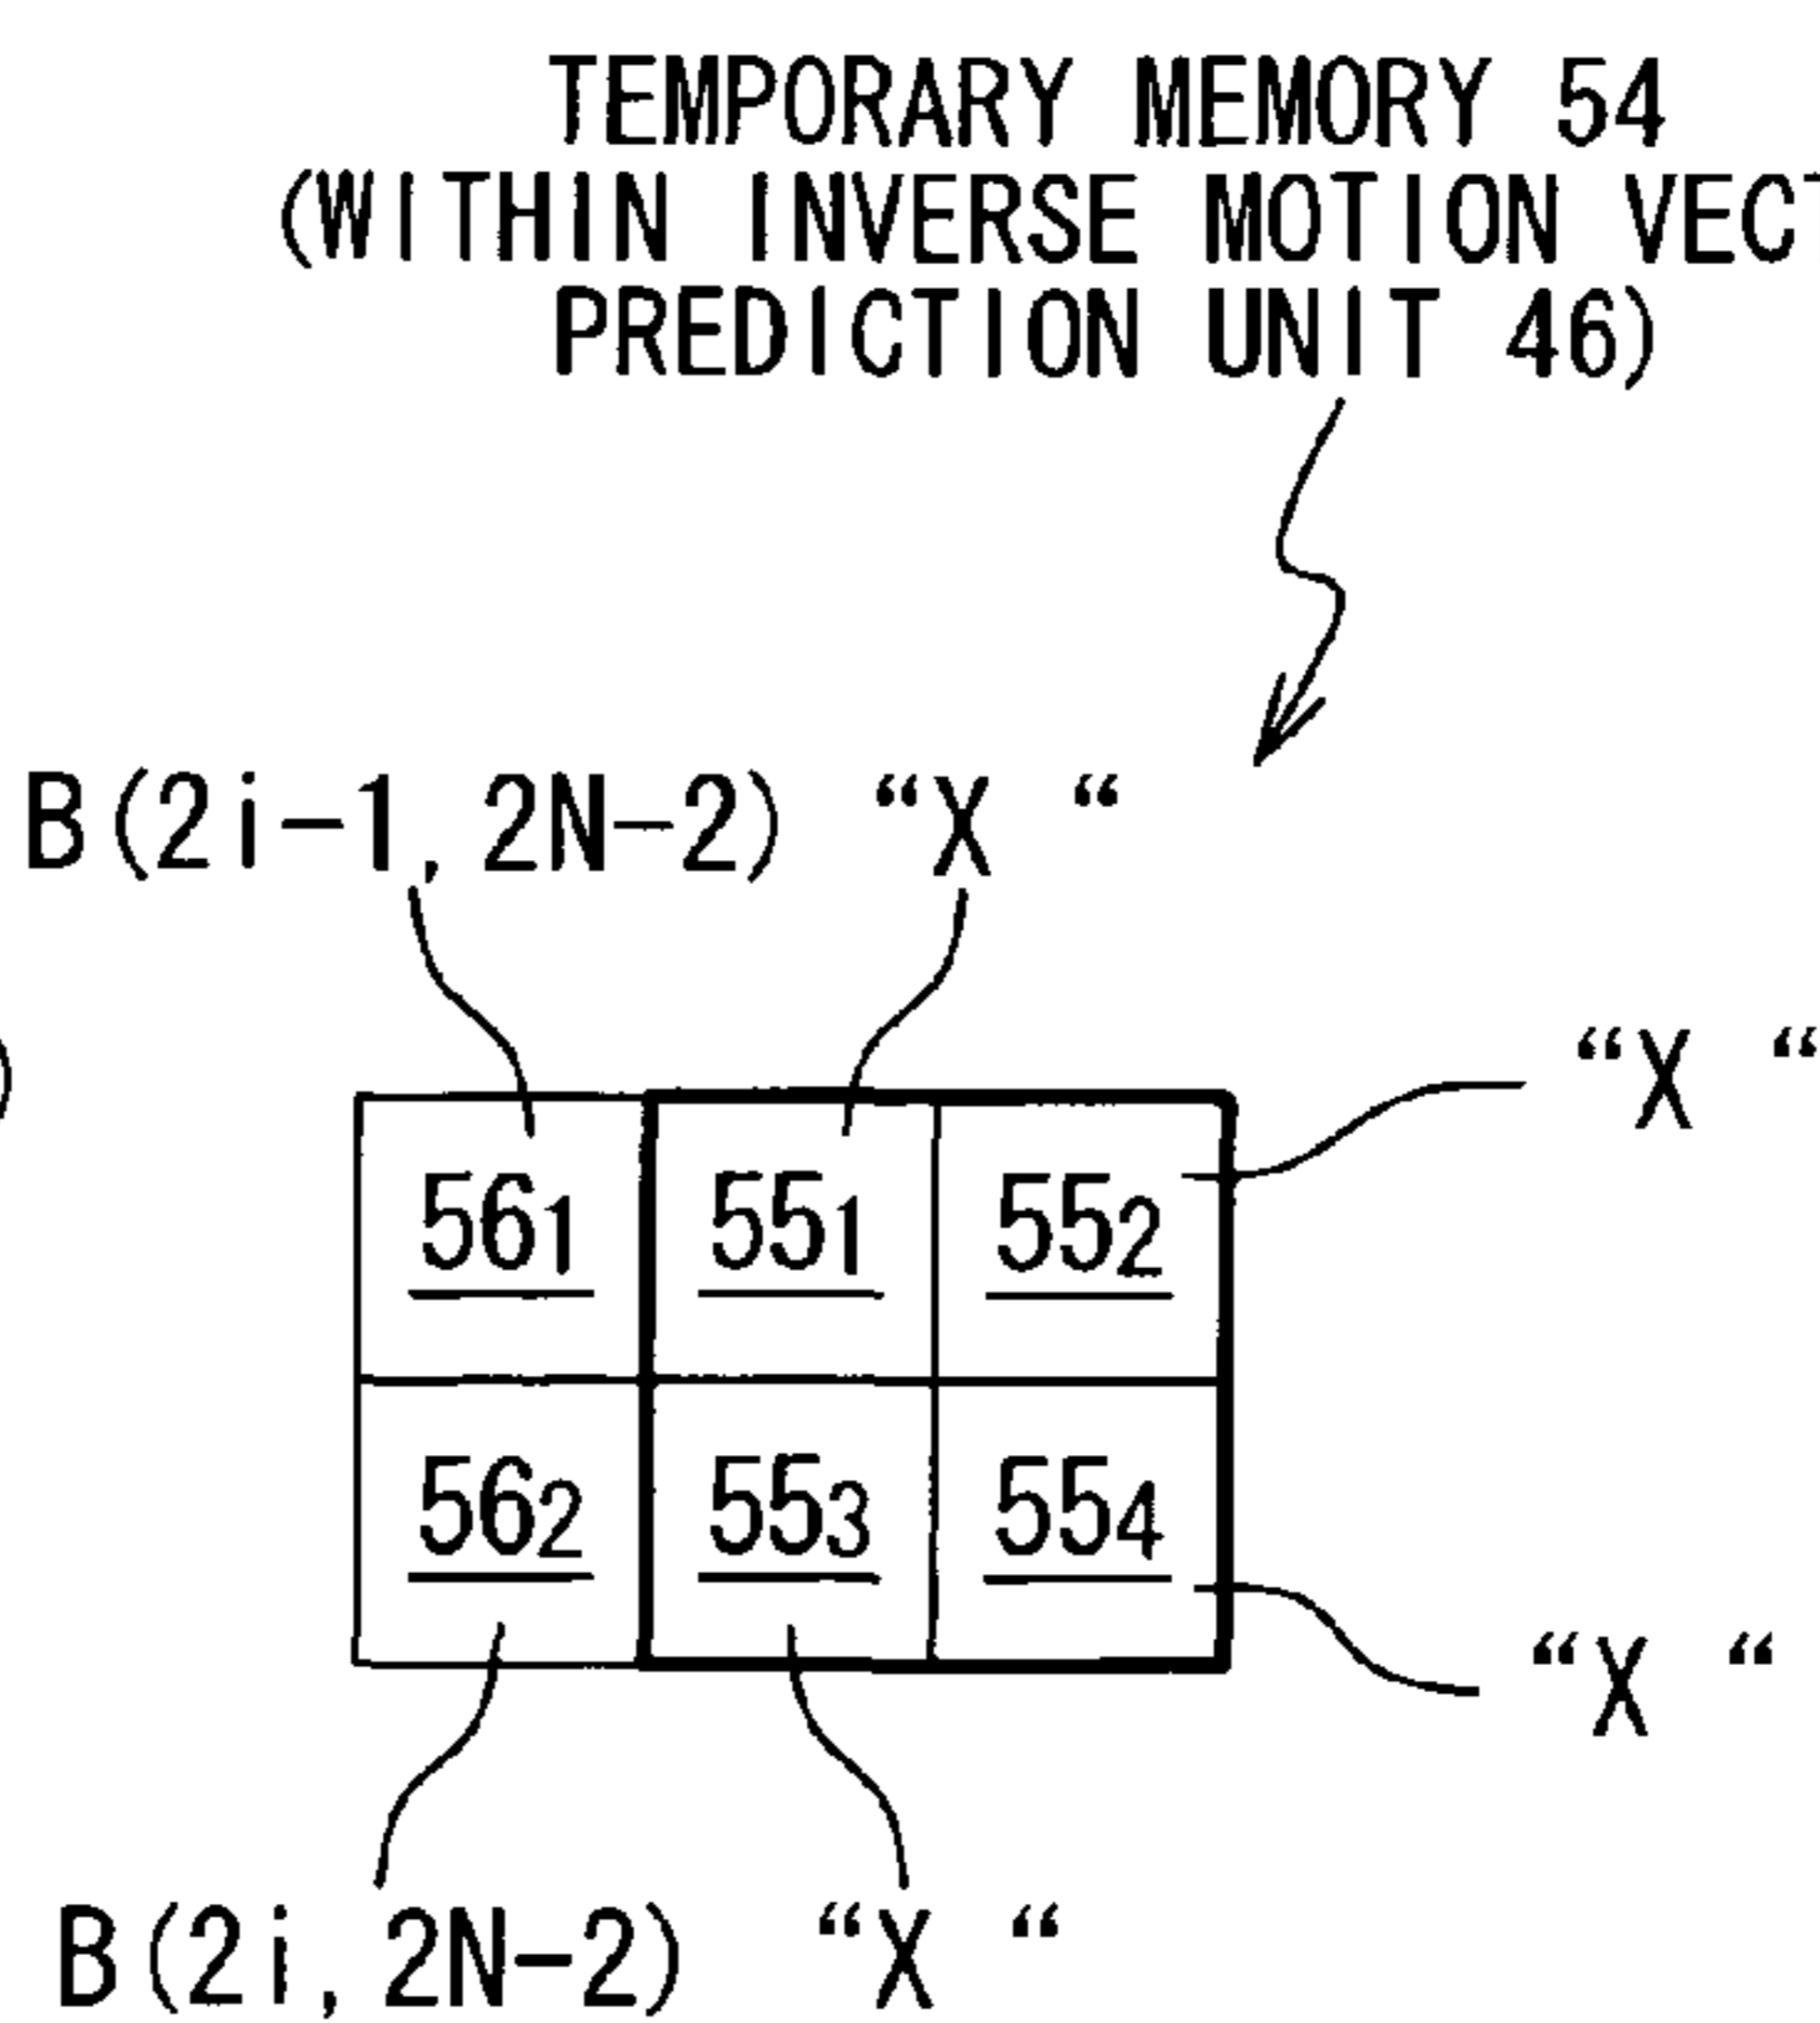 TEMPORARY MEMORY 54
(WITHIN INVERSE MOTION
PREDICTION UNIT 46)
B(2i-1, 2N-2) “X “
“X “
56₁ 55₁ 55₂
56₂ 55₃ 55₄
“X “
B(2i, 2N-2) “X “